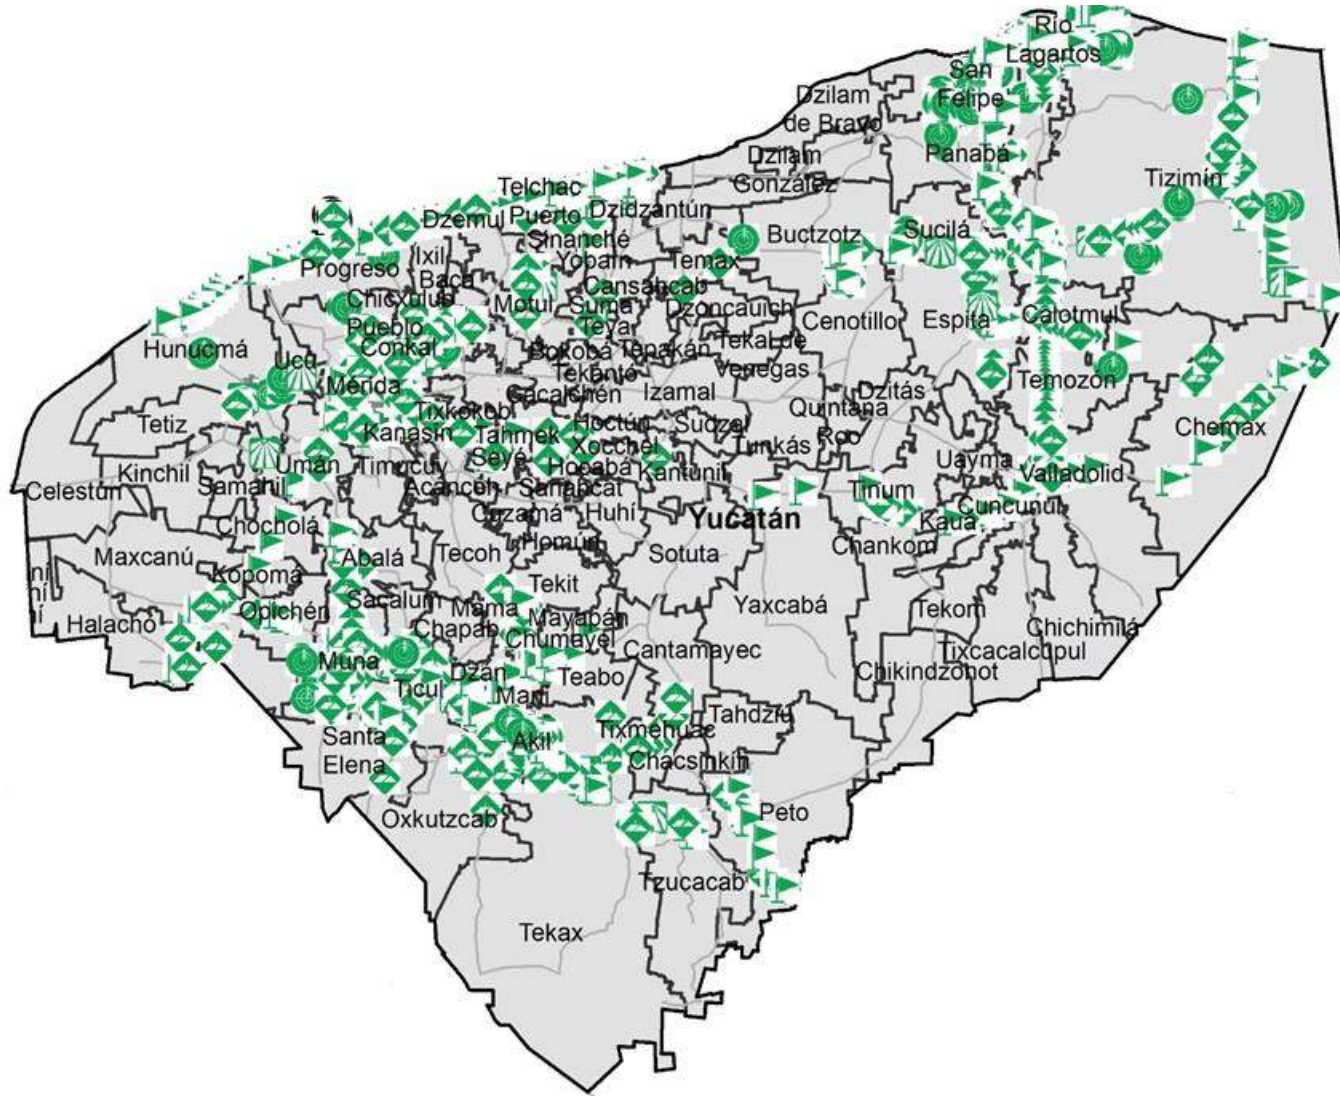 Río
Lagartos
San
Felipe
Dzilam
de Bravo
Panabá
Dzilam
González
Tizimín
Telchac
Puerto
Dzidzantún
Dzemul
Sinanché
Buctzotz
Sucilá
Ixil
Yobaín
Temax
Progreso
Baca
Cansahcab
Chicxulub
Pueblo
Motul
Suma
Dzoncauich
Teya
Cenotillo
Espita
Calotmul
Hunucmá
Conkal
Ucú
Bokobá
Tepakán
Tekal de
Venegas
Tekantó
Mérida
Cacalchén
Izamal
Dzitás
Temozón
Quintana
Roo
Tixkokob
Tetiz
Kanasín
Tahmek
Hoctún
Sudzal
Tunkás
Chemax
Xocchel
Seyé
Hocabá
Kantunil
Uayma
Kinchil
Umán
Timucuy
Valladolid
Celestún
Samahil
Acanceh
Sanahcat
Tinum
Cuncunul
Chocholá
Cuzamá
Huhí
Yucatán
Kaua
Homún
Chankom
Maxcanú
Abalá
Tecoh
Sotuta
Kopomá
Tekit
Opichén
Sacalum
Mama
Yaxcabá
Tekom
Halachó
Chapab
Mayapán
Chumayel
Chichimilá
Tixcacalcupul
Cantamayec
Muna
Dzán
Teabo
Chikindzonot
Ticul
Maní
Tahdziú
Tixmehuac
Santa
Elena
Akil
Chacsinkín
Oxkutzcab
Peto
Tzucacab
Tekax